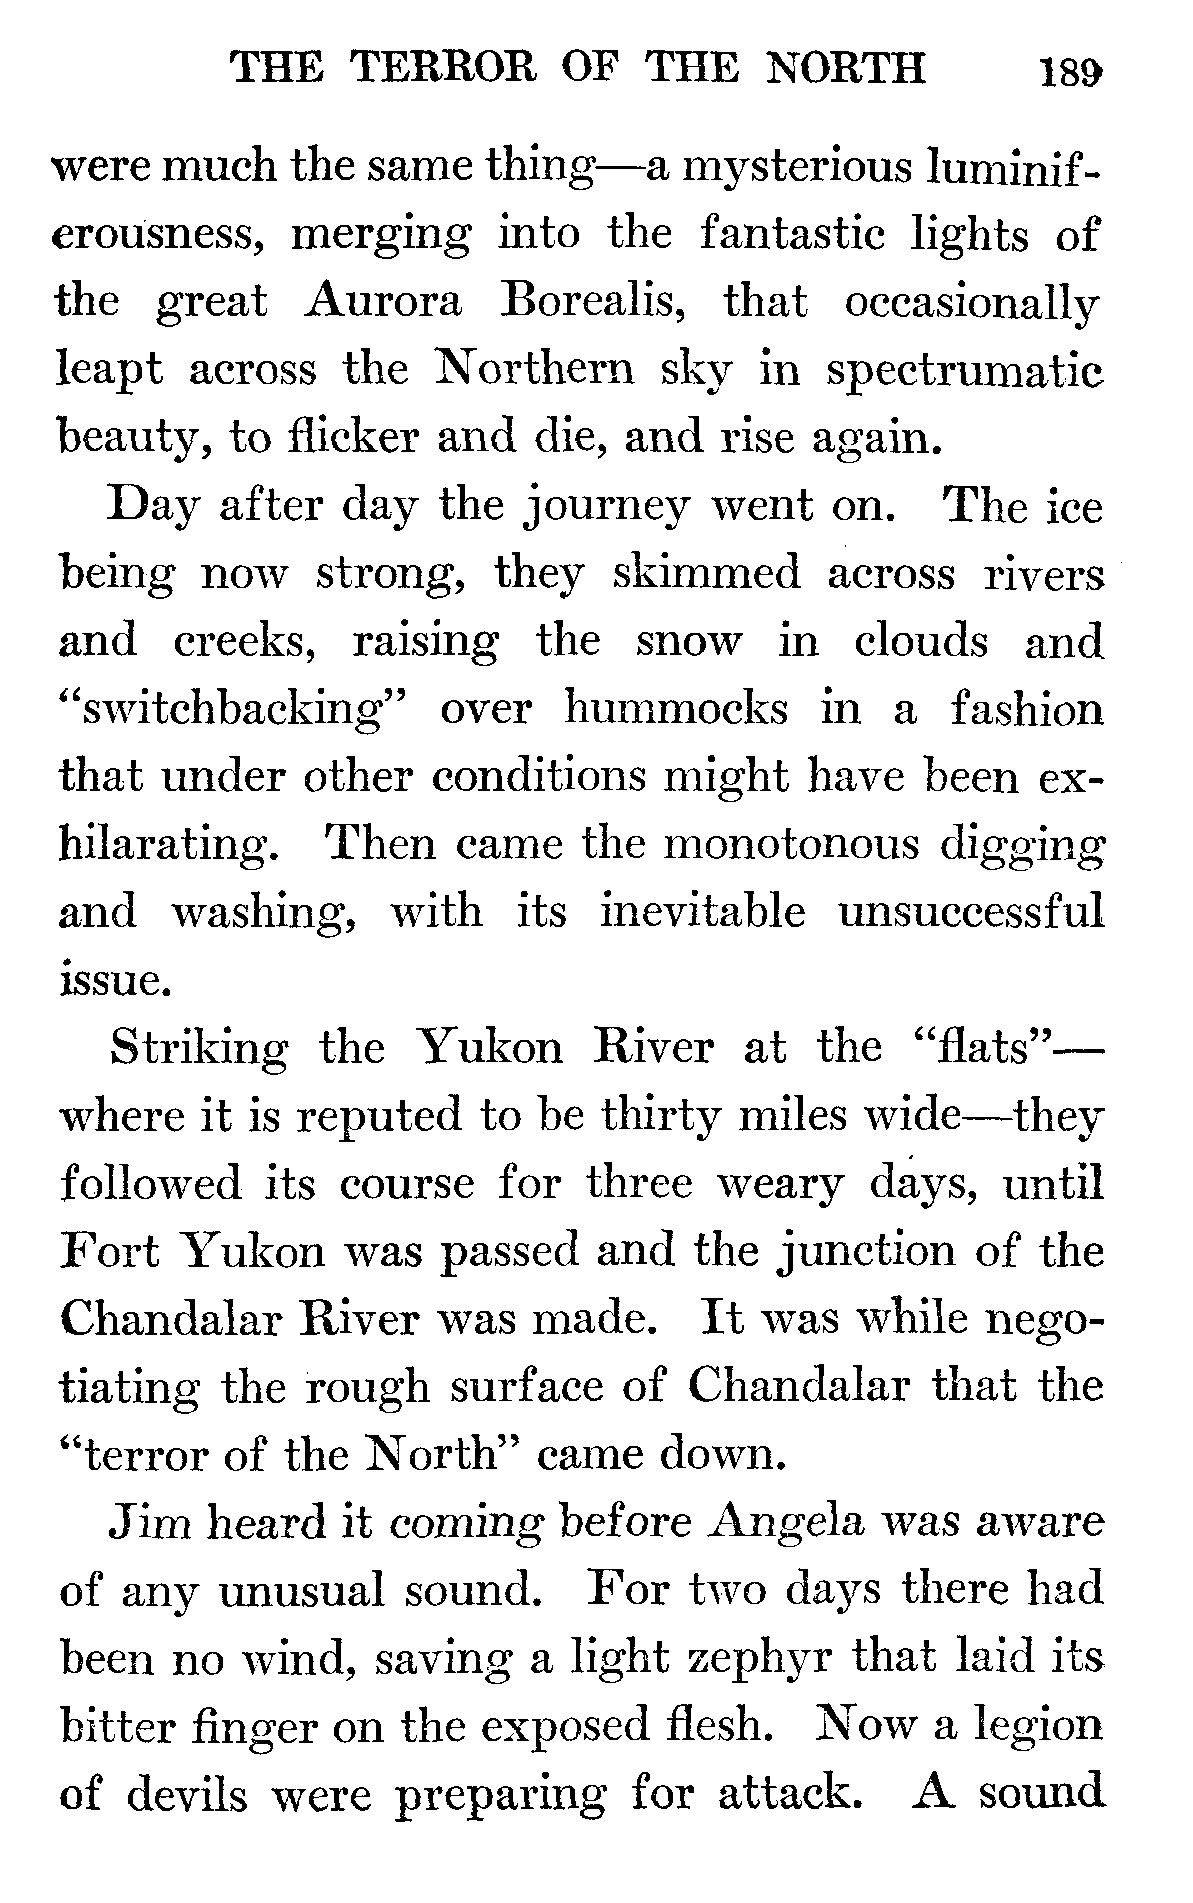 THE TERROR OF THE NORTH 189
were much the same thing—a mysterious luminif-
erousness, merging into the fantastic lights of
the great Aurora Borealis, that occasionally
leapt across the Northern sky in spectrumatic
beauty, to flicker and die, and rise again.
Day after day the journey went on. The ice
being now strong, they skimmed across rivers
and creeks, raising the snow in clouds and
“switchbacking” over hummocks in a fashion
that under other conditions might have been ex-
hilarating. Then came the monotonous digging
and washing, with its inevitable unsuccessful
issue.
Striking the Yukon River at the “flats”—
where it is reputed to be thirty miles wide—they
followed its course for three weary days, until
Fort Yukon was passed and the junction of the
Chandalar River was made. It was while nego-
tiating the rough surface of Chandalar that the
“terror of the North” came down.
Jim heard it coming before Angela was aware
of any unusual sound. For two days there had
been no wind, saving a light zephyr that laid its
bitter finger on the exposed flesh. Now a legion
of devils were preparing for attack. A sound